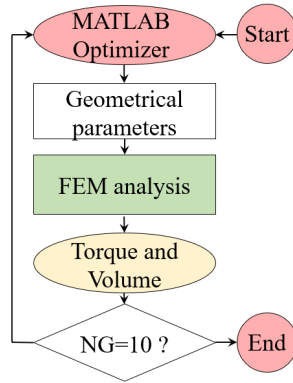 MATLAB
Optimizer
Start
Geometrical
parameters
FEM analysis
Torque and
Volume
NG=10 ?
End